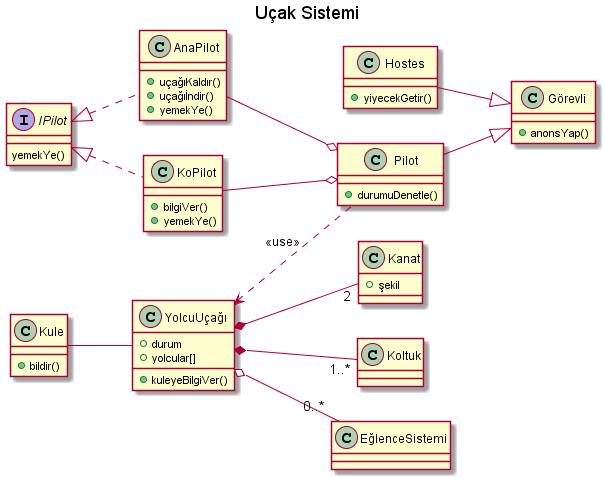 Uçak Sistemi
C AnaPilot
uçağıKaldır()
uçağıİndir()
yemekYe()
C Hostes
yiyecekGetir()
C Görevli
anonsYap()
I IPilot
yemekYe()
C KoPilot
bilgiVer()
yemekYe()
C Pilot
durumuDenetle()
«use»
C Kanat
şekil
2
C YolcuUçağı
durum
yolcular[]
kuleyeBilgiVer()
C Kule
bildir()
C Koltuk
1..*
0..*
C EğlenceSistemi